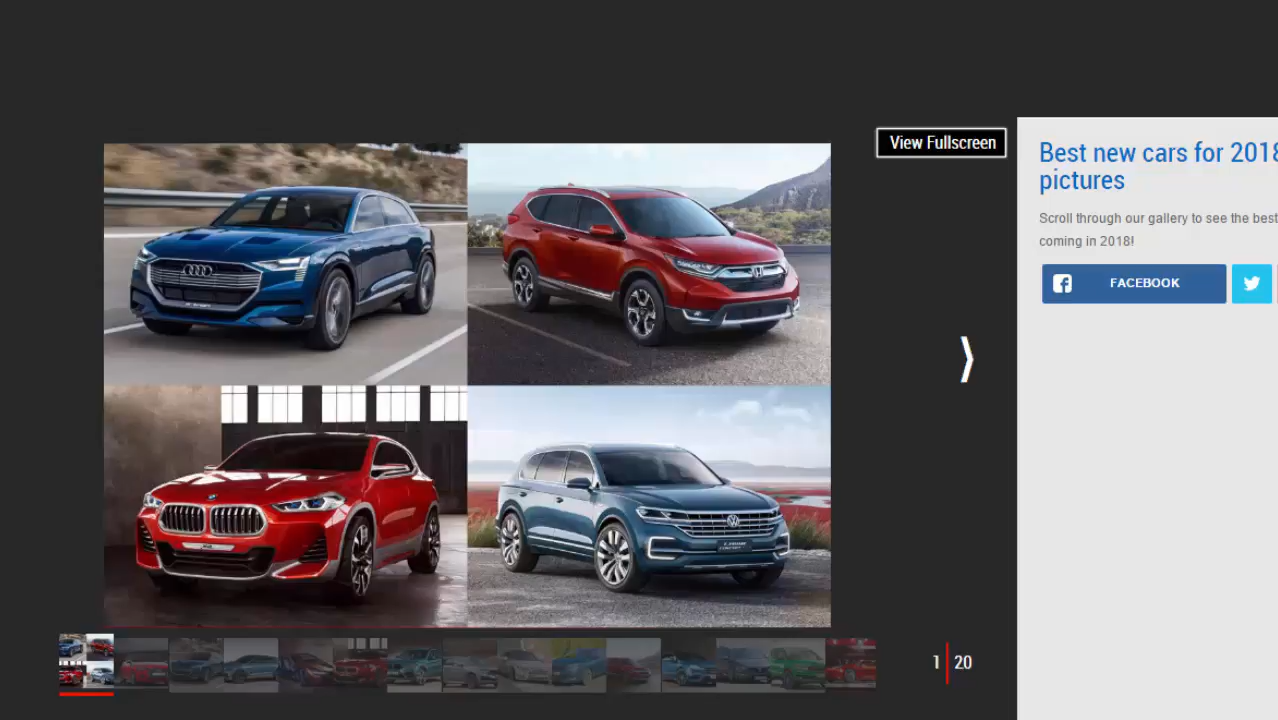 View Fullscreen
Best new cars for 2018
pictures
Scroll through our gallery to see the best
coming in 2018!
FACEBOOK
1 20